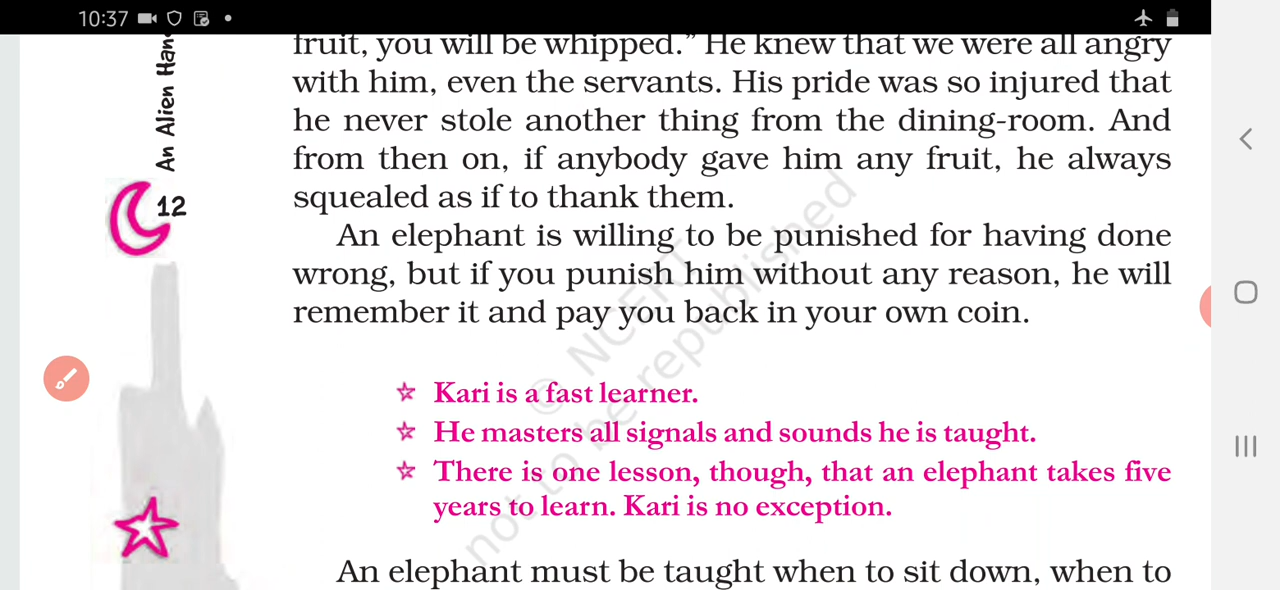 10:37
fruit, you will be whipped.” He knew that we were all angry
with him, even the servants. His pride was so injured that
he never stole another thing from the dining-room. And
from then on, if anybody gave him any fruit, he always
squealed as if to thank them.
An Alien Han
12
An elephant is willing to be punished for having done
wrong, but if you punish him without any reason, he will
remember it and pay you back in your own coin.
© NCERT
not to be republished
Kari is a fast learner.
He masters all signals and sounds he is taught.
There is one lesson, though, that an elephant takes five
years to learn. Kari is no exception.
An elephant must be taught when to sit down, when to